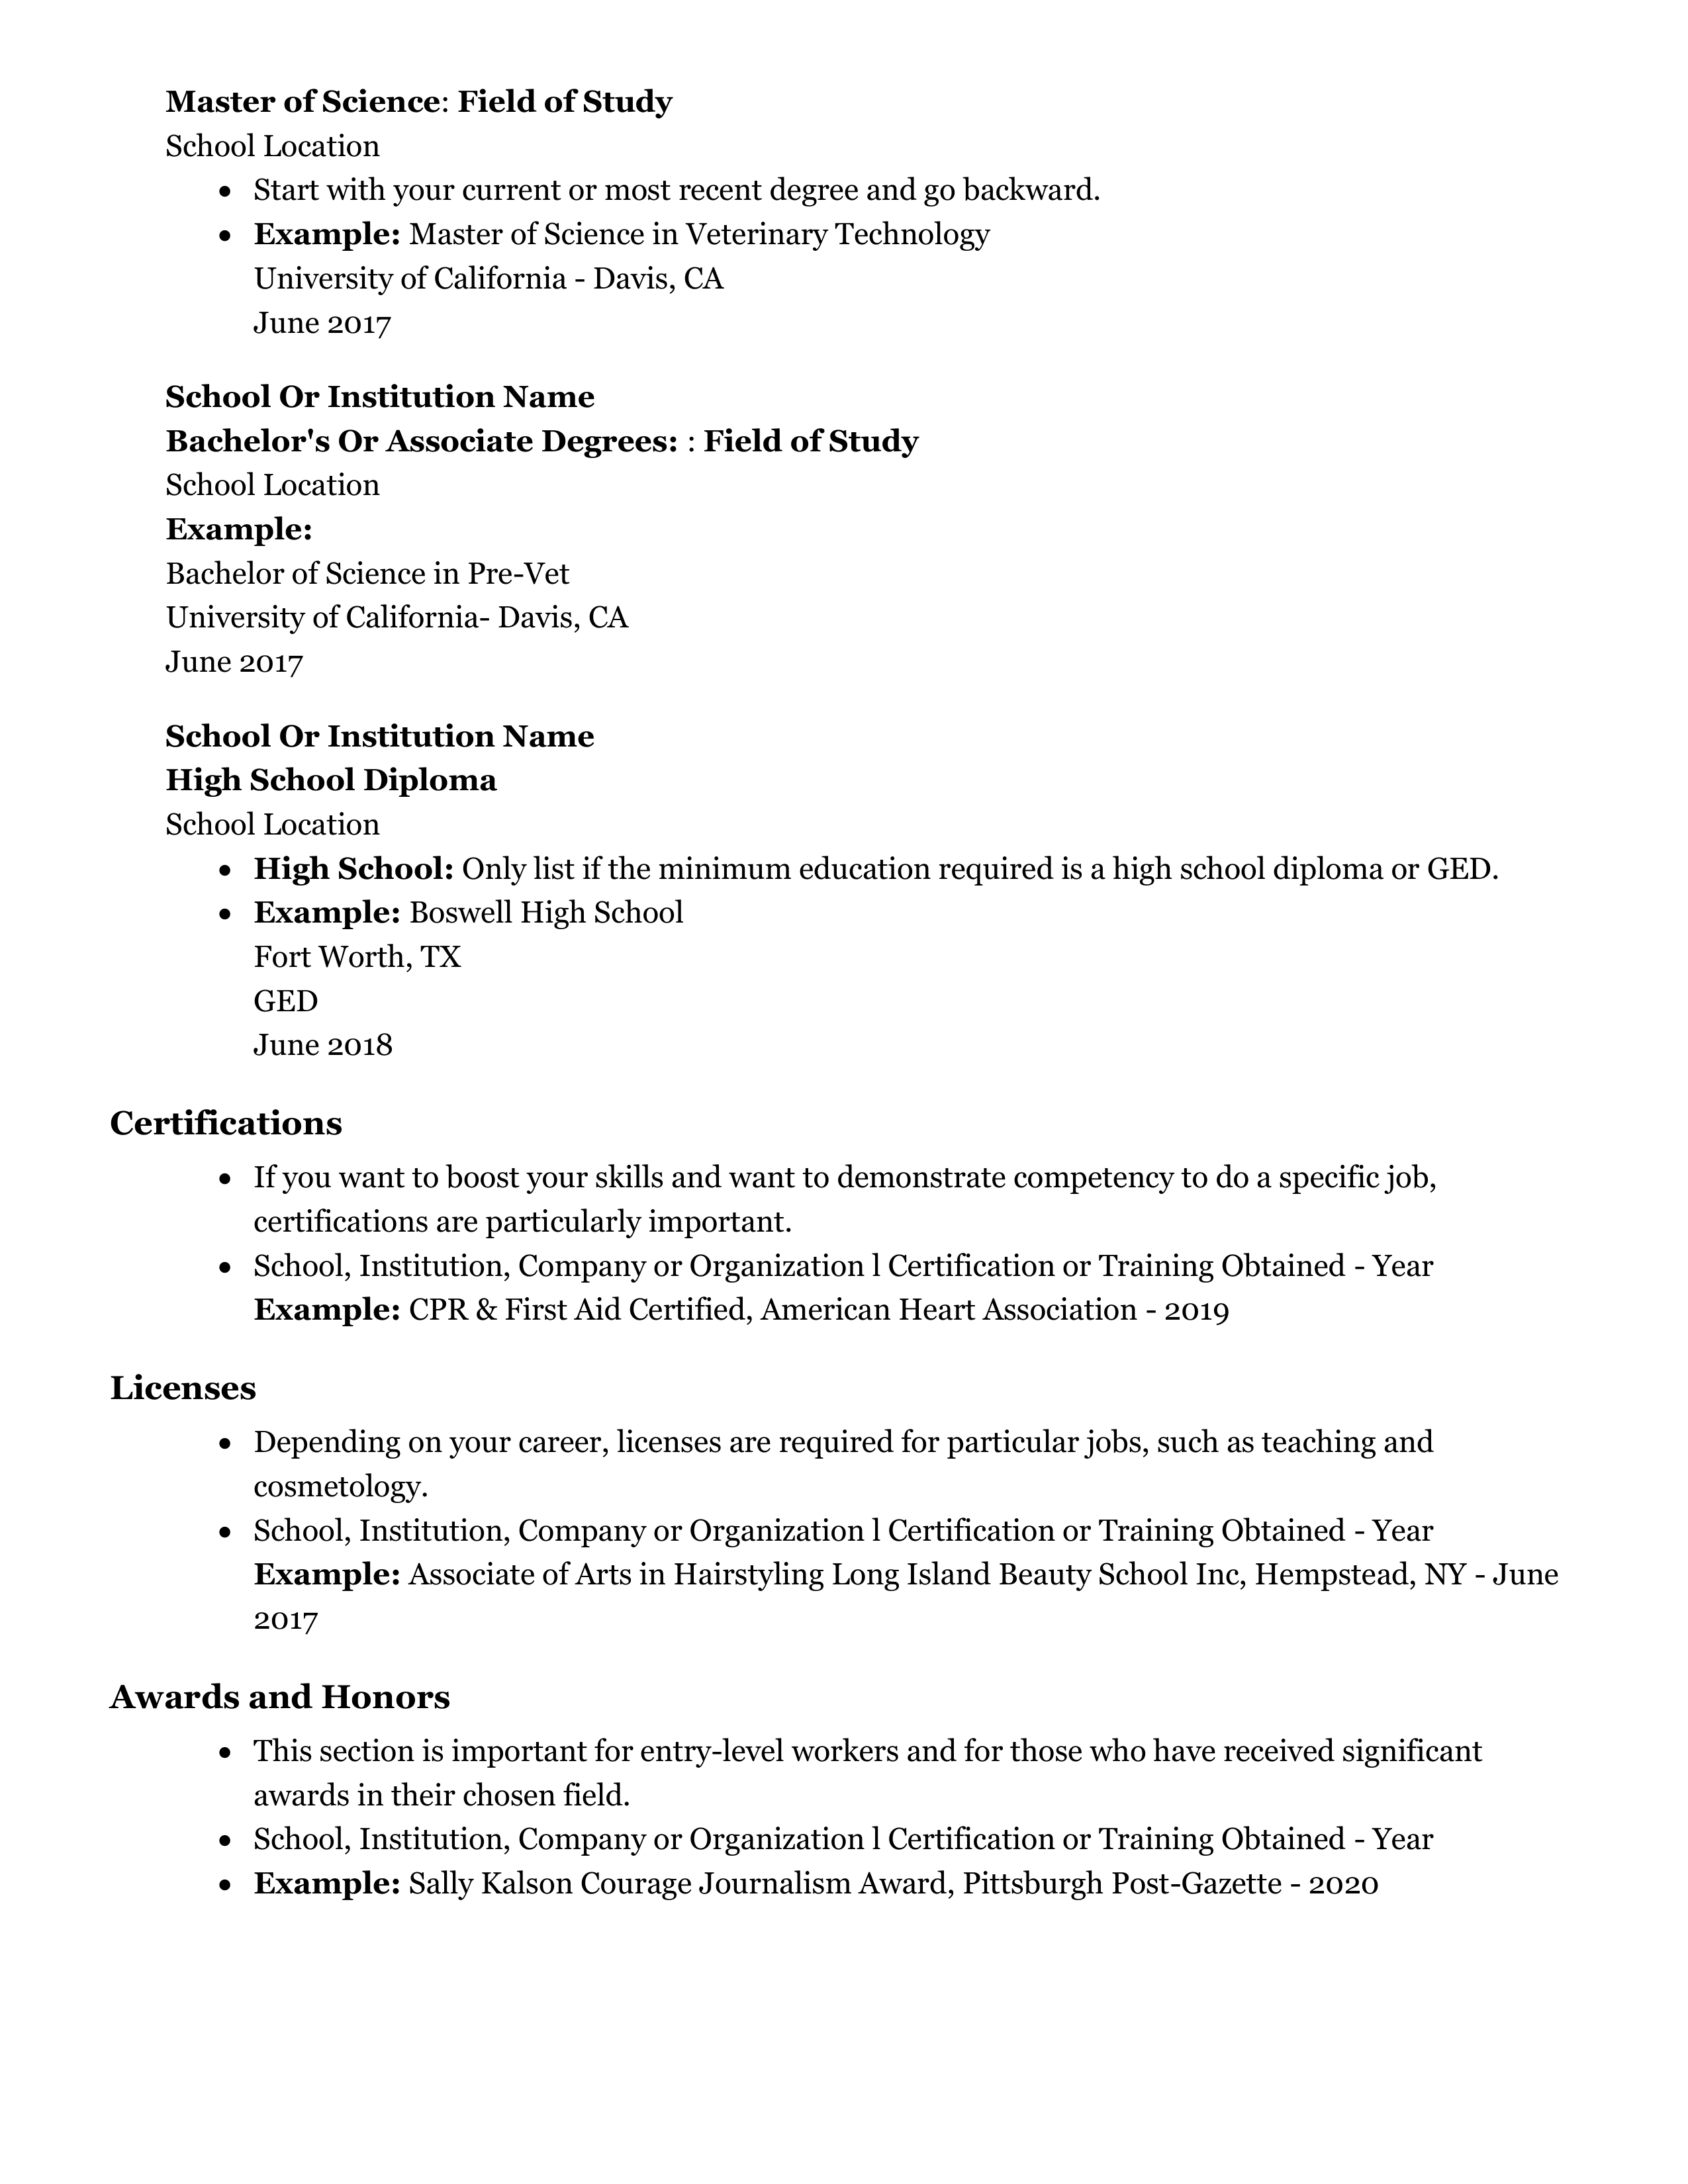 Master of Science: Field of Study
School Location
• Start with your current or most recent degree and go backward.
• Example: Master of Science in Veterinary Technology
University of California - Davis, CA
June 2017
School Or Institution Name
Bachelor's Or Associate Degrees: : Field of Study
School Location
Example:
Bachelor of Science in Pre-Vet
University of California- Davis, CA
June 2017
School Or Institution Name
High School Diploma
School Location
• High School: Only list if the minimum education required is a high school diploma or GED.
• Example: Boswell High School
Fort Worth, TX
GED
June 2018
Certifications
• If you want to boost your skills and want to demonstrate competency to do a specific job,
certifications are particularly important.
• School, Institution, Company or Organization l Certification or Training Obtained - Year
Example: CPR & First Aid Certified, American Heart Association - 2019
Licenses
• Depending on your career, licenses are required for particular jobs, such as teaching and
cosmetology.
• School, Institution, Company or Organization l Certification or Training Obtained - Year
Example: Associate of Arts in Hairstyling Long Island Beauty School Inc, Hempstead, NY - June
2017
Awards and Honors
• This section is important for entry-level workers and for those who have received significant
awards in their chosen field.
• School, Institution, Company or Organization l Certification or Training Obtained - Year
• Example: Sally Kalson Courage Journalism Award, Pittsburgh Post-Gazette - 2020